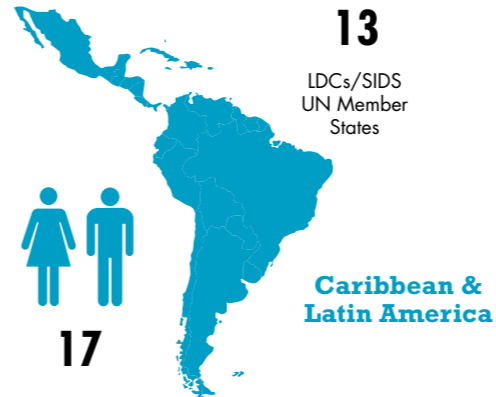 13
LDCs/SIDS
UN Member
States
Caribbean &
Latin America
17